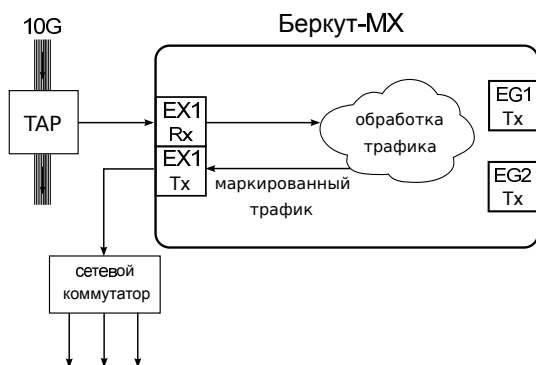 10G
Беркут-MX
TAP
EX1
Rx
EX1
Tx
обработка
трафика
EG1
Tx
EG2
Tx
маркированный
трафик
сетевой
коммутатор